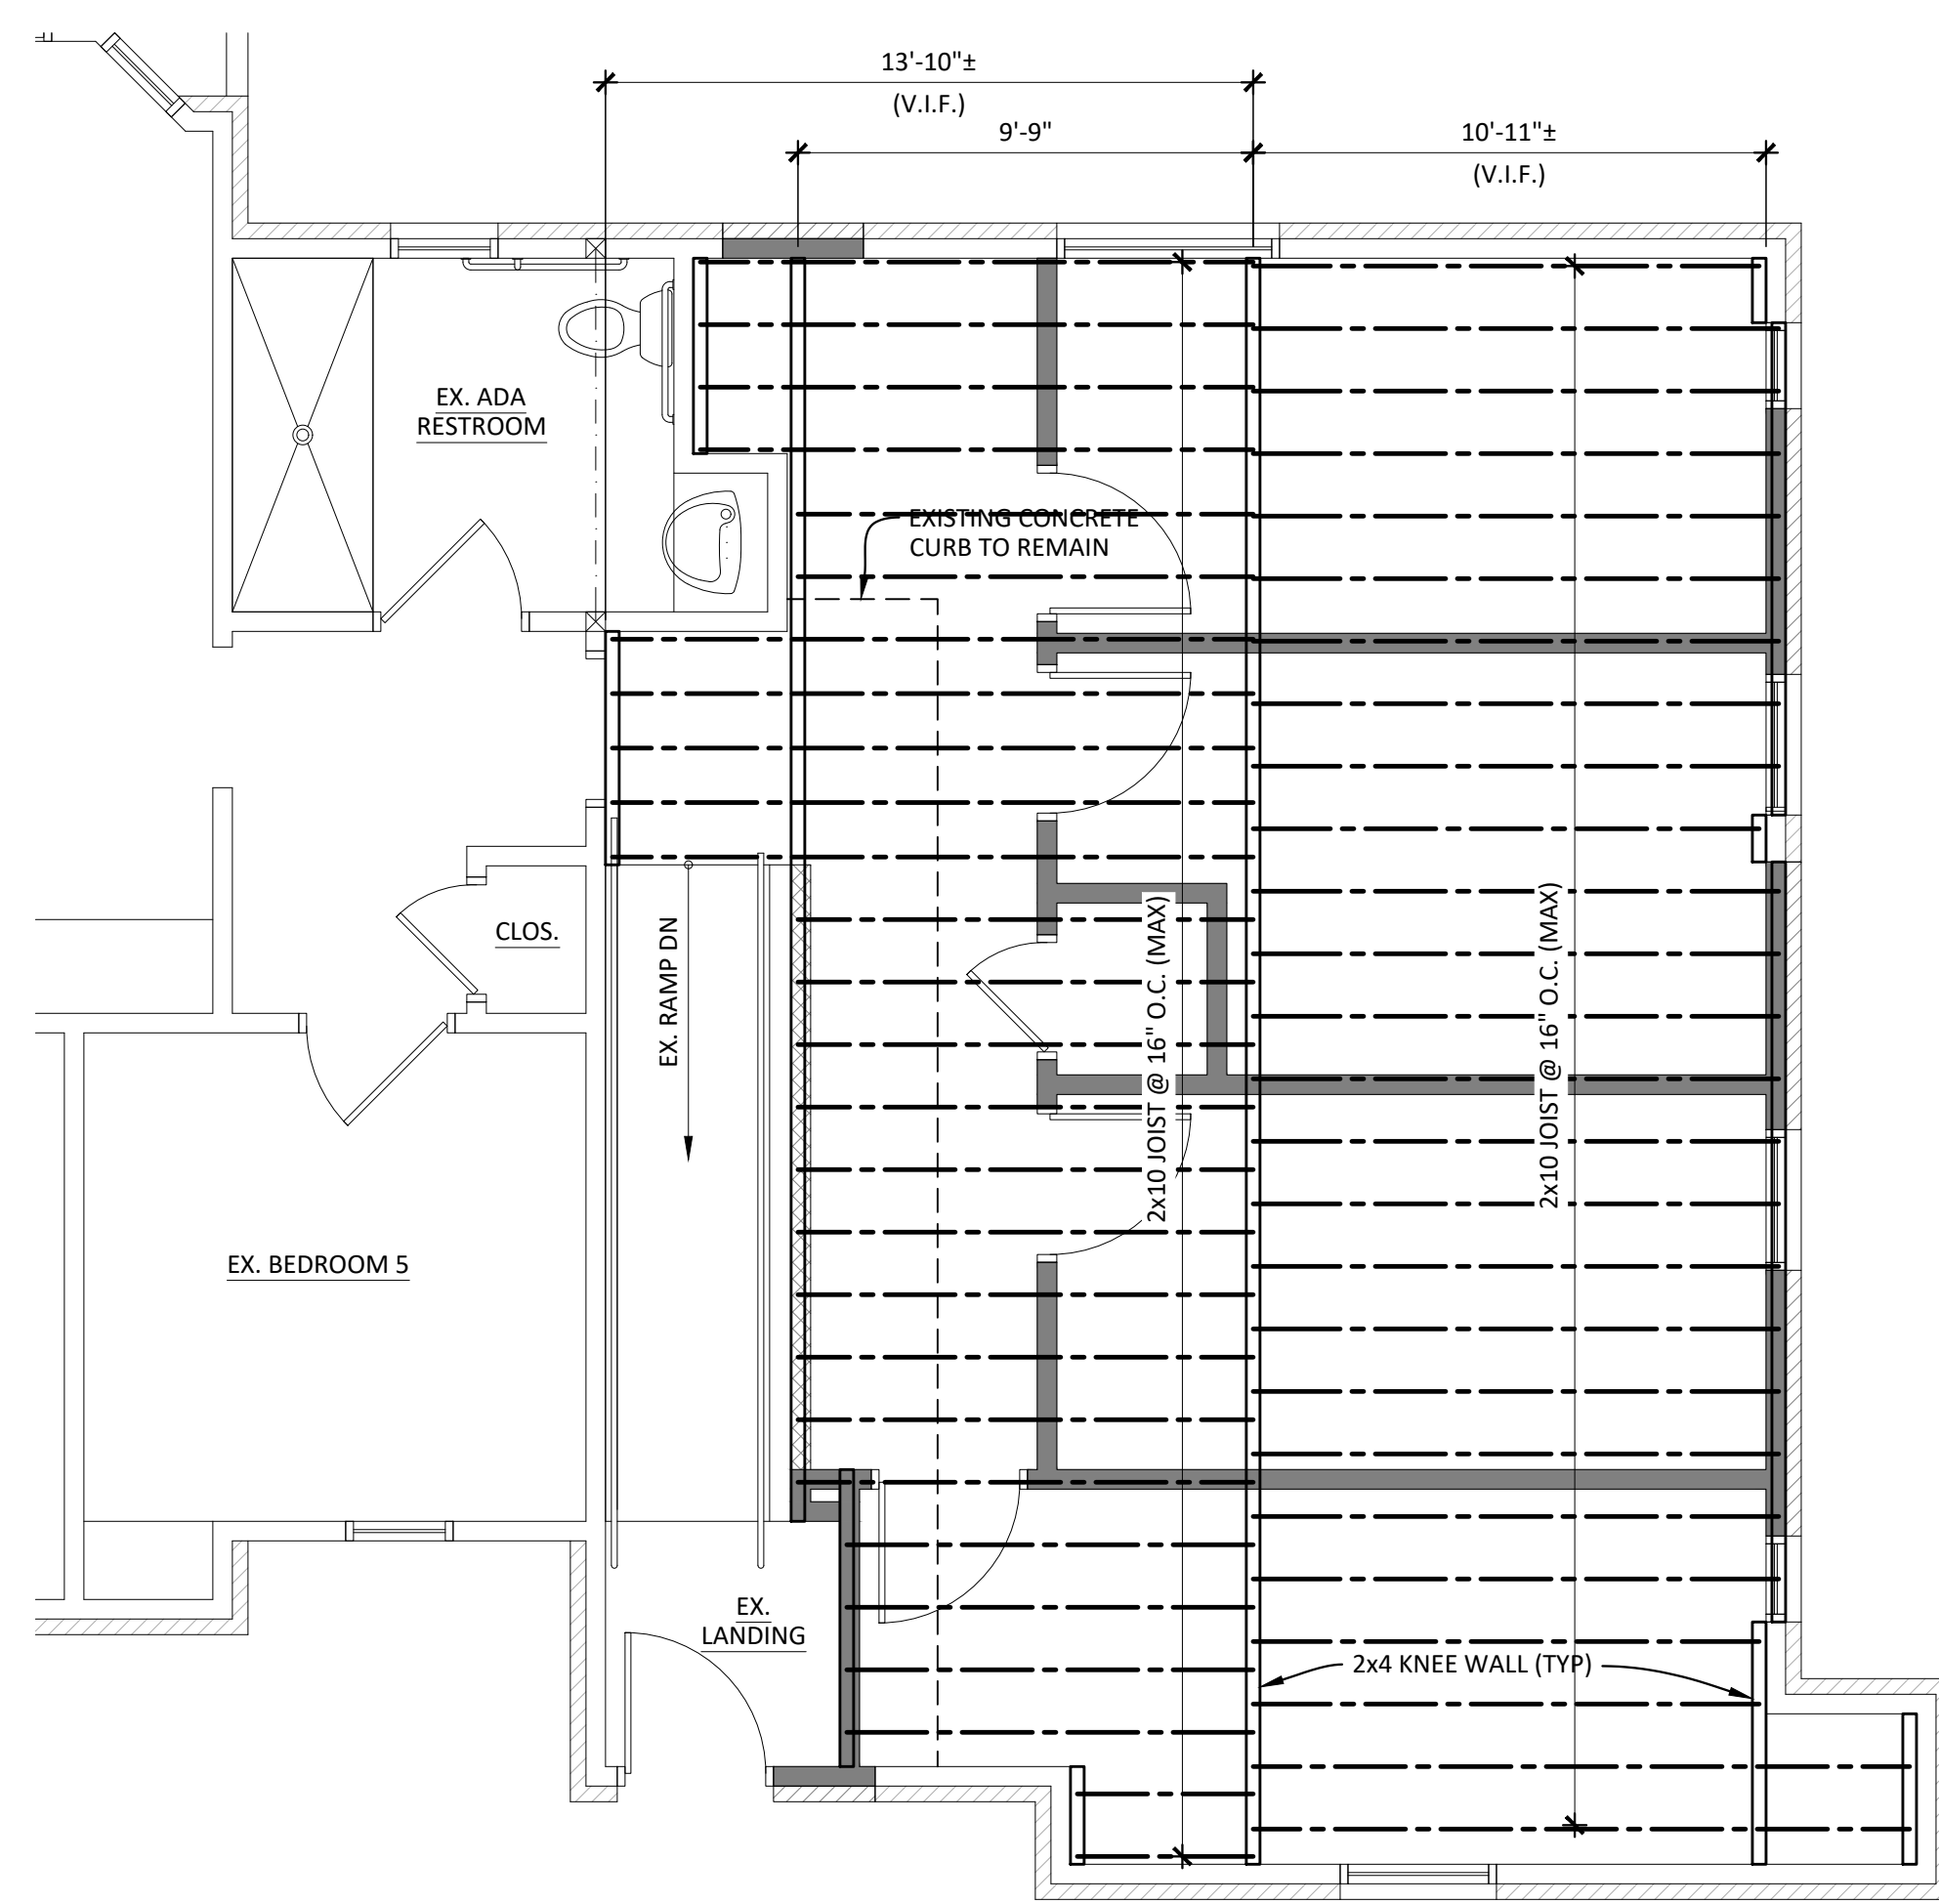 13'-10"±
(V.I.F.)
9'-9"
10'-11"±
(V.I.F.)
EX. ADA
RESTROOM
EXISTING CONCRETE
CURB TO REMAIN
CLOS.
EX. RAMP DN
2x10 JOIST @ 16" O.C. (MAX)
2x10 JOIST @ 16" O.C. (MAX)
EX. BEDROOM 5
EX.
LANDING
2x4 KNEE WALL (TYP)